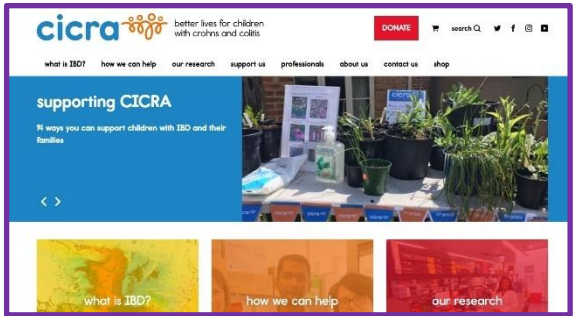 cicra
better lives for children
with crohns and colitis
DONATE
search
what is IBD? how we can help our research support us professionals about us contact us shop
supporting CICRA
14 ways you can support children with IBD and their
families
cicra
what is IBD?
how we can help
our research